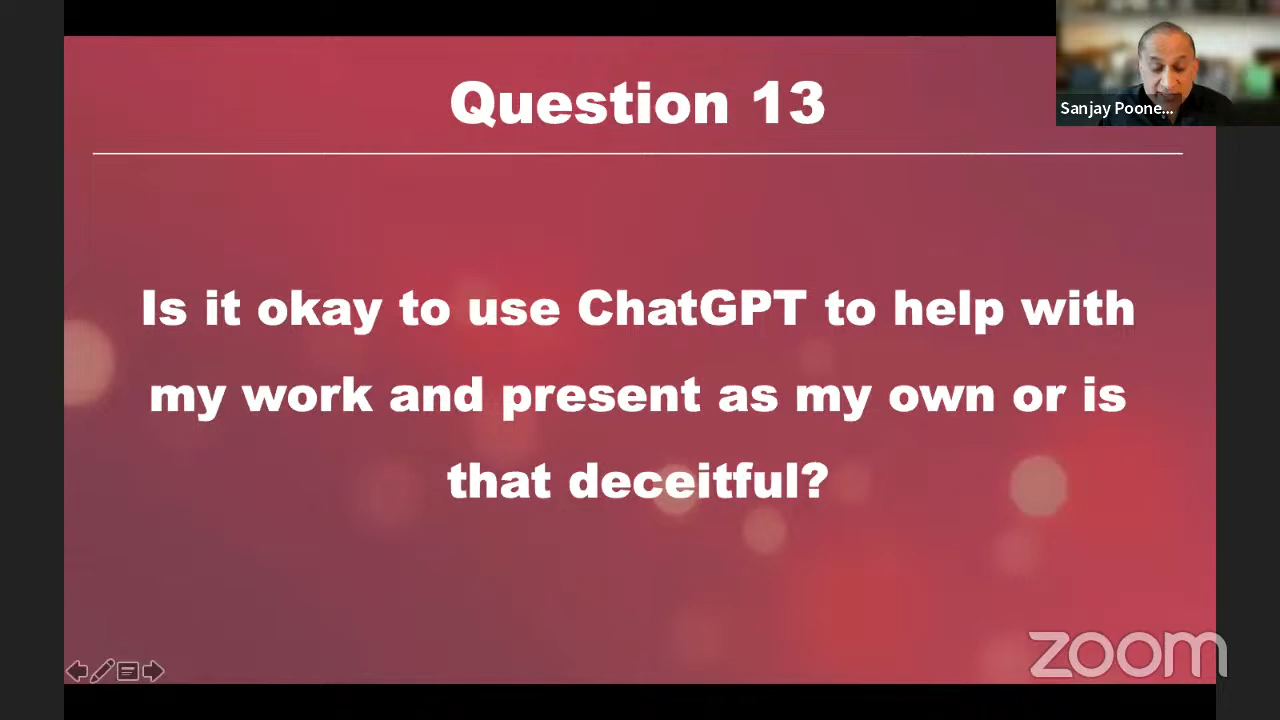 Question 13
Sanjay Poone...
Is it okay to use ChatGPT to help with
my work and present as my own or is
that deceitful?
zoom